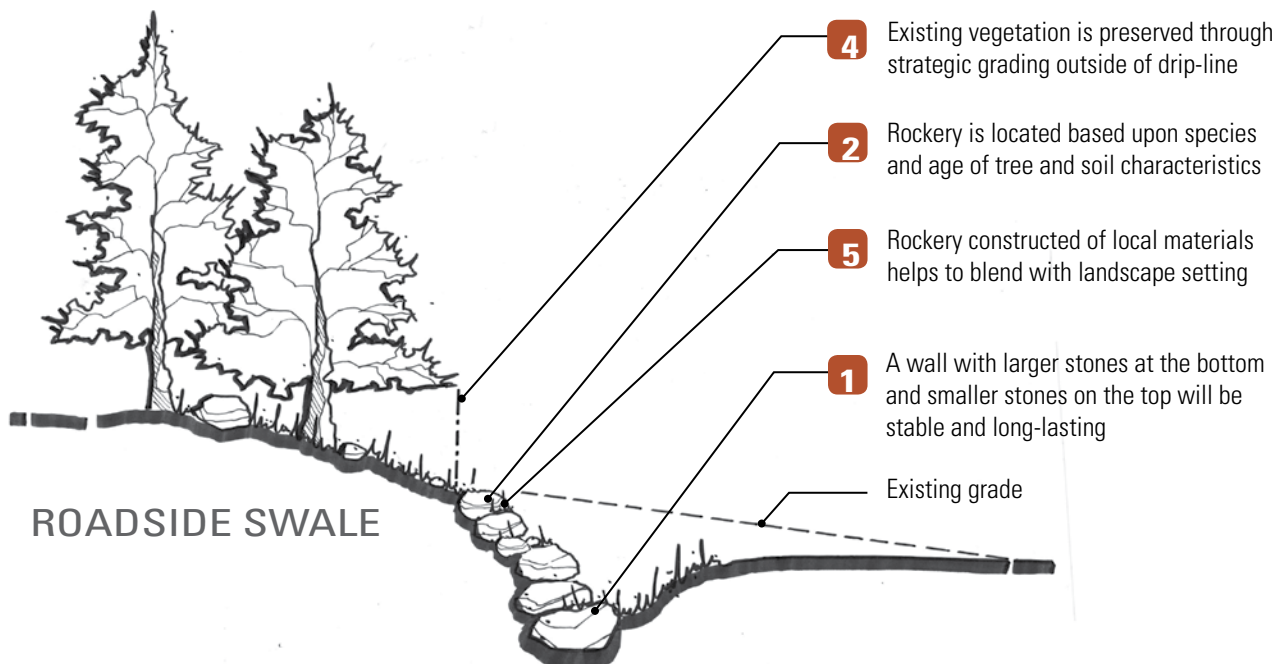 4
Existing vegetation is preserved through
strategic grading outside of drip-line
2
Rockery is located based upon species
and age of tree and soil characteristics
5
Rockery constructed of local materials
helps to blend with landscape setting
1
A wall with larger stones at the bottom
and smaller stones on the top will be
stable and long-lasting
Existing grade
ROADSIDE SWALE